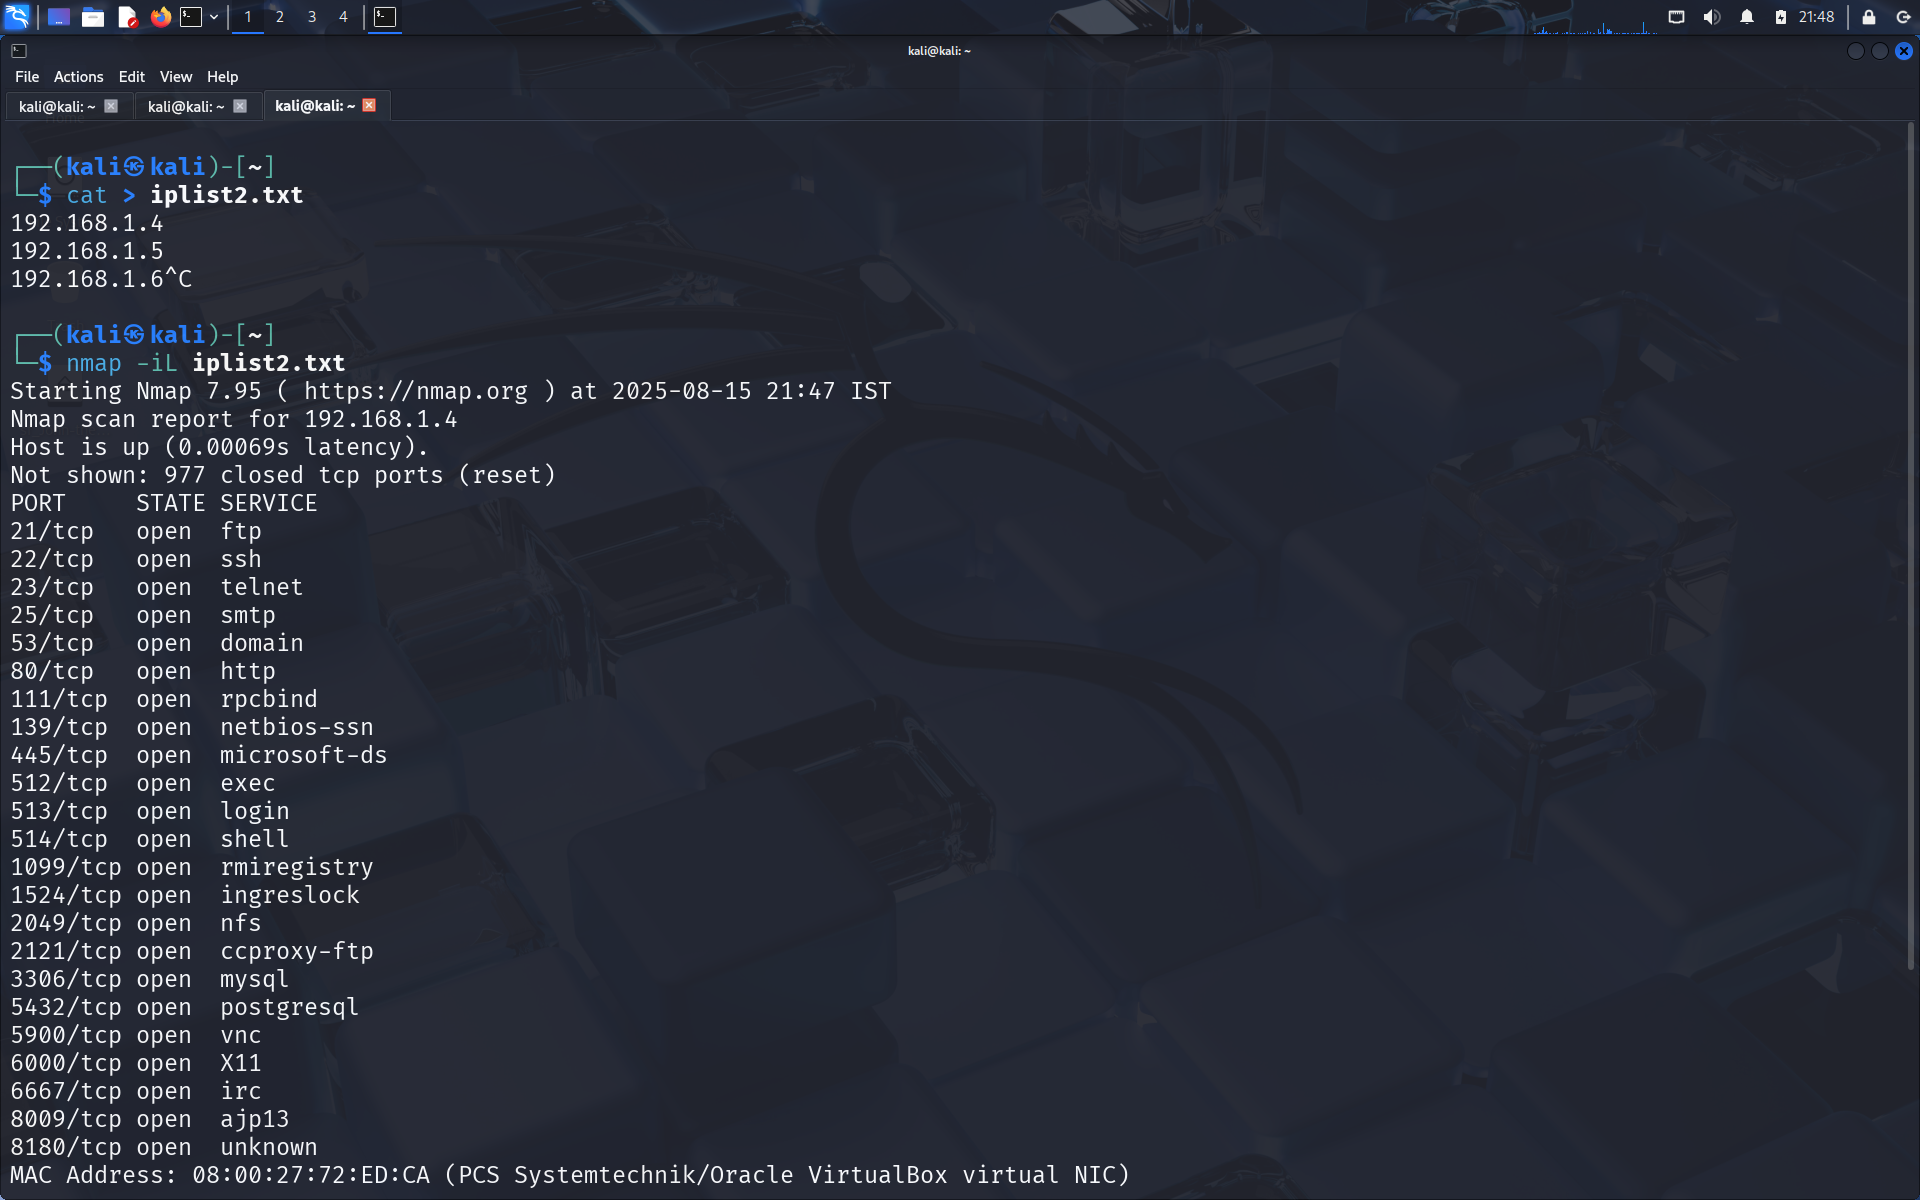 1 2 3 4 21:48
kali@kali: ~
File Actions Edit View Help
kali@kali: ~ kali@kali: ~ kali@kali: ~
┌──(kali㉿kali)-[~]
└─$ cat > iplist2.txt
192.168.1.4
192.168.1.5
192.168.1.6^C
┌──(kali㉿kali)-[~]
└─$ nmap -iL iplist2.txt
Starting Nmap 7.95 ( https://nmap.org ) at 2025-08-15 21:47 IST
Nmap scan report for 192.168.1.4
Host is up (0.00069s latency).
Not shown: 977 closed tcp ports (reset)
PORT     STATE SERVICE
21/tcp   open  ftp
22/tcp   open  ssh
23/tcp   open  telnet
25/tcp   open  smtp
53/tcp   open  domain
80/tcp   open  http
111/tcp  open  rpcbind
139/tcp  open  netbios-ssn
445/tcp  open  microsoft-ds
512/tcp  open  exec
513/tcp  open  login
514/tcp  open  shell
1099/tcp open  rmiregistry
1524/tcp open  ingreslock
2049/tcp open  nfs
2121/tcp open  ccproxy-ftp
3306/tcp open  mysql
5432/tcp open  postgresql
5900/tcp open  vnc
6000/tcp open  X11
6667/tcp open  irc
8009/tcp open  ajp13
8180/tcp open  unknown
MAC Address: 08:00:27:72:ED:CA (PCS Systemtechnik/Oracle VirtualBox virtual NIC)